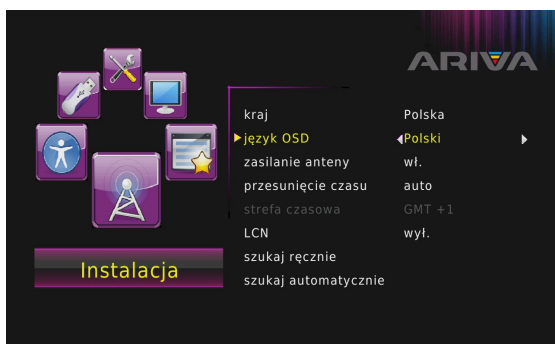 ARIVA
kraj Polska
język OSD Polski
zasilanie anteny wł.
przesunięcie czasu auto
strefa czasowa GMT +1
LCN wył.
szukaj ręcznie
szukaj automatycznie
Instalacja